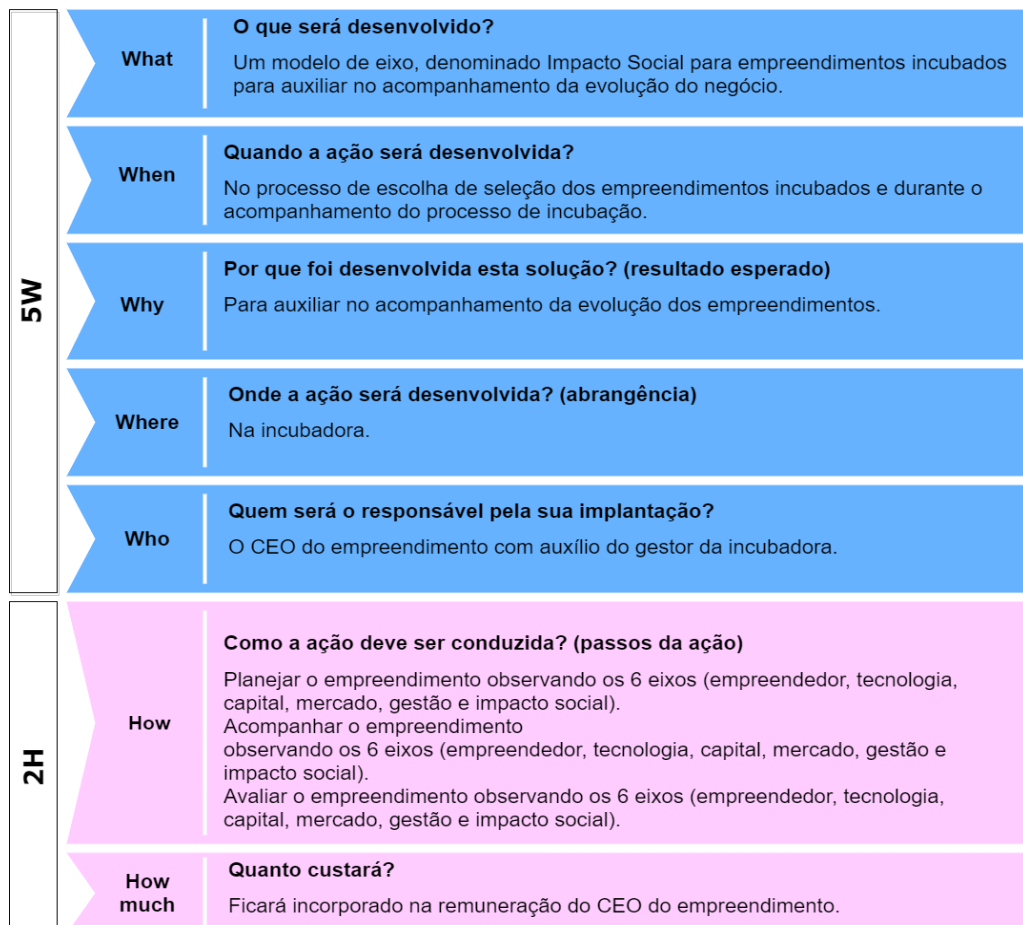 5W
What
O que será desenvolvido?
Um modelo de eixo, denominado Impacto Social para empreendimentos incubados
para auxiliar no acompanhamento da evolução do negócio.
When
Quando a ação será desenvolvida?
No processo de escolha de seleção dos empreendimentos incubados e durante o
acompanhamento do processo de incubação.
Why
Por que foi desenvolvida esta solução? (resultado esperado)
Para auxiliar no acompanhamento da evolução dos empreendimentos.
Where
Onde a ação será desenvolvida? (abrangência)
Na incubadora.
Who
Quem será o responsável pela sua implantação?
O CEO do empreendimento com auxílio do gestor da incubadora.
2H
How
Como a ação deve ser conduzida? (passos da ação)
Planejar o empreendimento observando os 6 eixos (empreendedor, tecnologia,
capital, mercado, gestão e impacto social).
Acompanhar o empreendimento
observando os 6 eixos (empreendedor, tecnologia, capital, mercado, gestão e
impacto social).
Avaliar o empreendimento observando os 6 eixos (empreendedor, tecnologia,
capital, mercado, gestão e impacto social).
How
much
Quanto custará?
Ficará incorporado na remuneração do CEO do empreendimento.